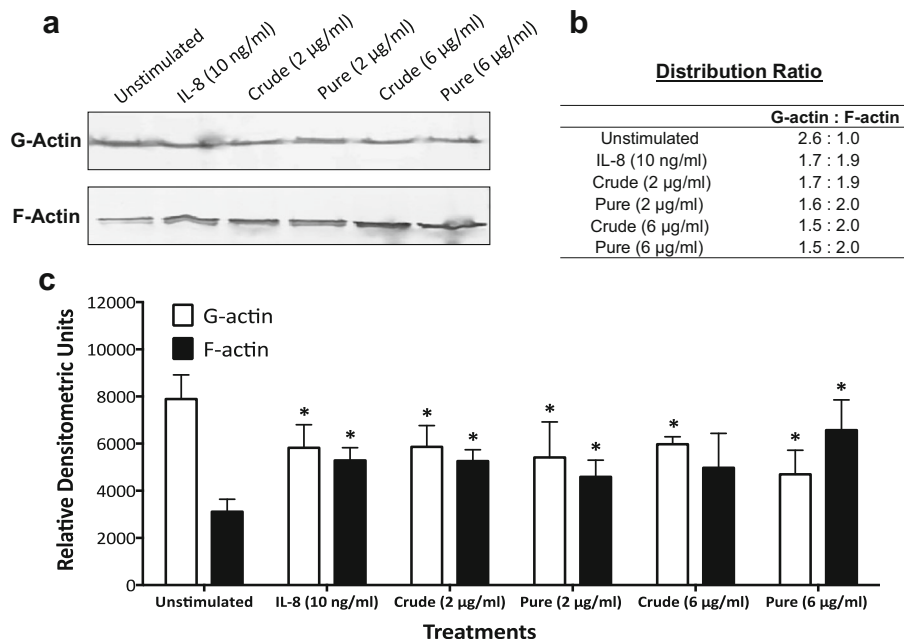 a
Unstimulated
IL-8 (10 ng/ml)
Crude (2 µg/ml)
Pure (2 µg/ml)
Crude (6 µg/ml)
Pure (6 µg/ml)
G-Actin
F-Actin
b
Distribution Ratio
G-actin : F-actin
Unstimulated 2.6 : 1.0
IL-8 (10 ng/ml) 1.7 : 1.9
Crude (2 µg/ml) 1.7 : 1.9
Pure (2 µg/ml) 1.6 : 2.0
Crude (6 µg/ml) 1.5 : 2.0
Pure (6 µg/ml) 1.5 : 2.0
c
Relative Densitometric Units
12000
10000
8000
6000
4000
2000
0
G-actin
F-actin
* * * * * * * * *
Unstimulated IL-8 (10 ng/ml) Crude (2 µg/ml) Pure (2 µg/ml) Crude (6 µg/ml) Pure (6 µg/ml)
Treatments